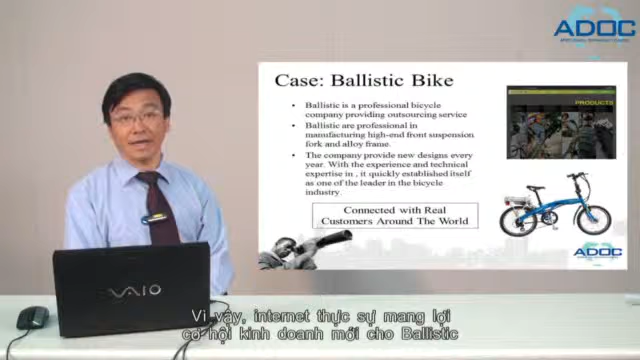 ADOC
Case: Ballistic Bike
• Ballistic is a professional bicycle
company providing outsourcing service
• Ballistic are professional in
manufacturing high-end front suspension
fork and alloy frame.
• The company provide new designs every
year. With the experience and technical
expertise in , it quickly established itself
as one of the leader in the bicycle
industry.
Connected with Real
Customers Around The World
PRODUCTS
ADOC
VAIO
Vì vậy, internet thực sự mang lợi
cơ hội kinh doanh mới cho Ballistic